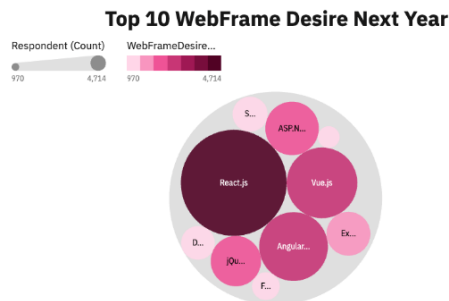 Top 10 WebFrame Desire Next Year
Respondent (Count)
WebFrameDesire...
970 4,714
970 4,714
S...
ASP.N...
React.js
Vue.js
D...
Ex...
Angular...
jQu...
F...